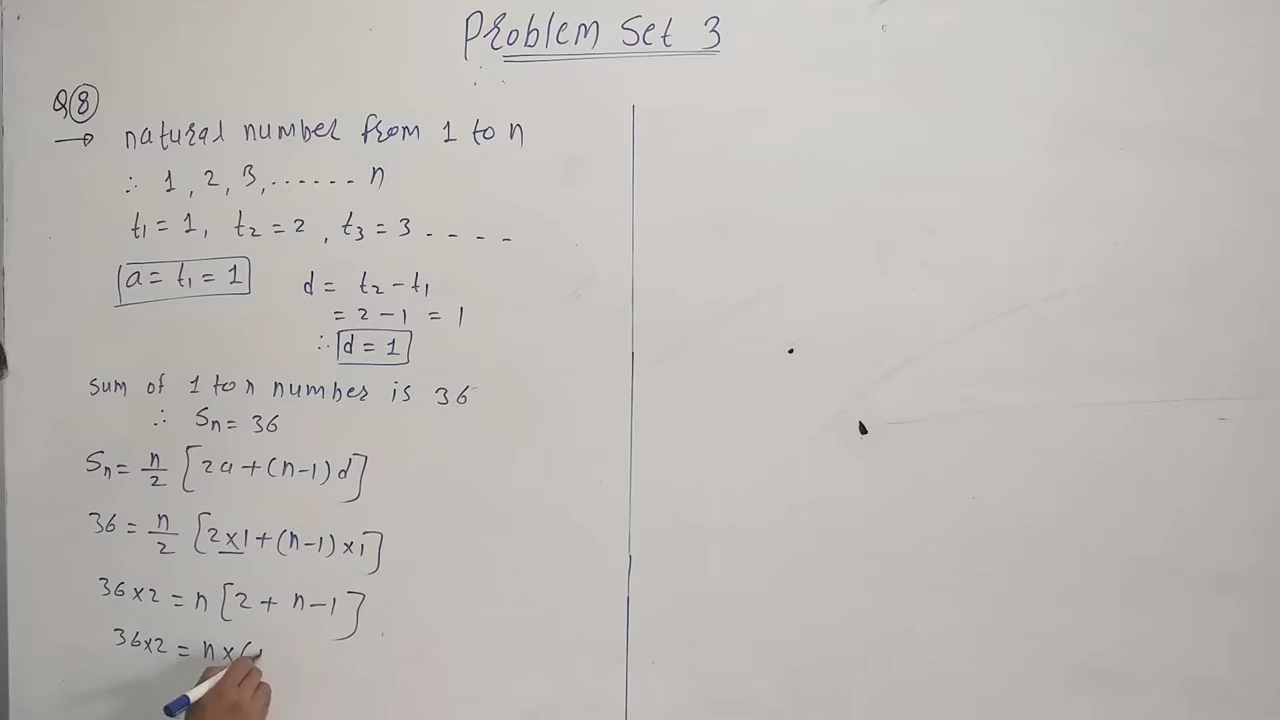 Problem Set 3
Q 8
→ natural number from 1 to n
∴ 1, 2, 3, ...... n
t₁ = 1, t₂ = 2, t₃ = 3 - - - -
a = t₁ = 1
d = t₂ - t₁
= 2 - 1 = 1
∴ d = 1
sum of 1 to n number is 36
∴ Sₙ = 36
Sₙ = n/2 [2a + (n-1)d]
36 = n/2 [2×1 + (n-1)×1]
36×2 = n [2 + n-1]
36×2 = n×(